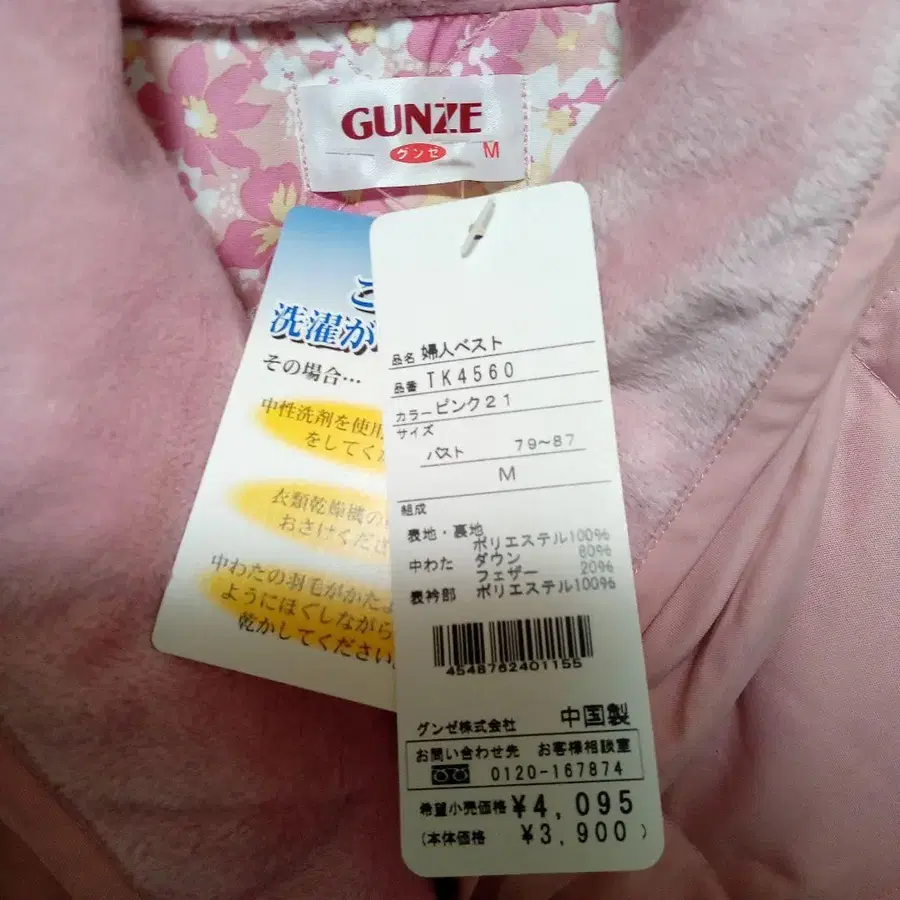 GUNZE
グンゼ M
洗濯が
その場合…
中性洗剤を使用
をしてくだ
衣類乾燥機の
おさけくださ
中わたの羽毛がかたよ
ようにほぐしながら
乾かしてください。
品名 婦人ベスト
品番 TK4560
カラー ピンク21
サイズ
バスト 79~87
M
組成
表地・裏地
ポリエステル100%
中わた ダウン 80%
フェザー 20%
表衿部 ポリエステル100%
4548762401155
グンゼ株式会社 中国製
お問い合わせ先 お客様相談室
0120-167874
希望小売価格 ¥4,095
(本体価格 ¥3,900)